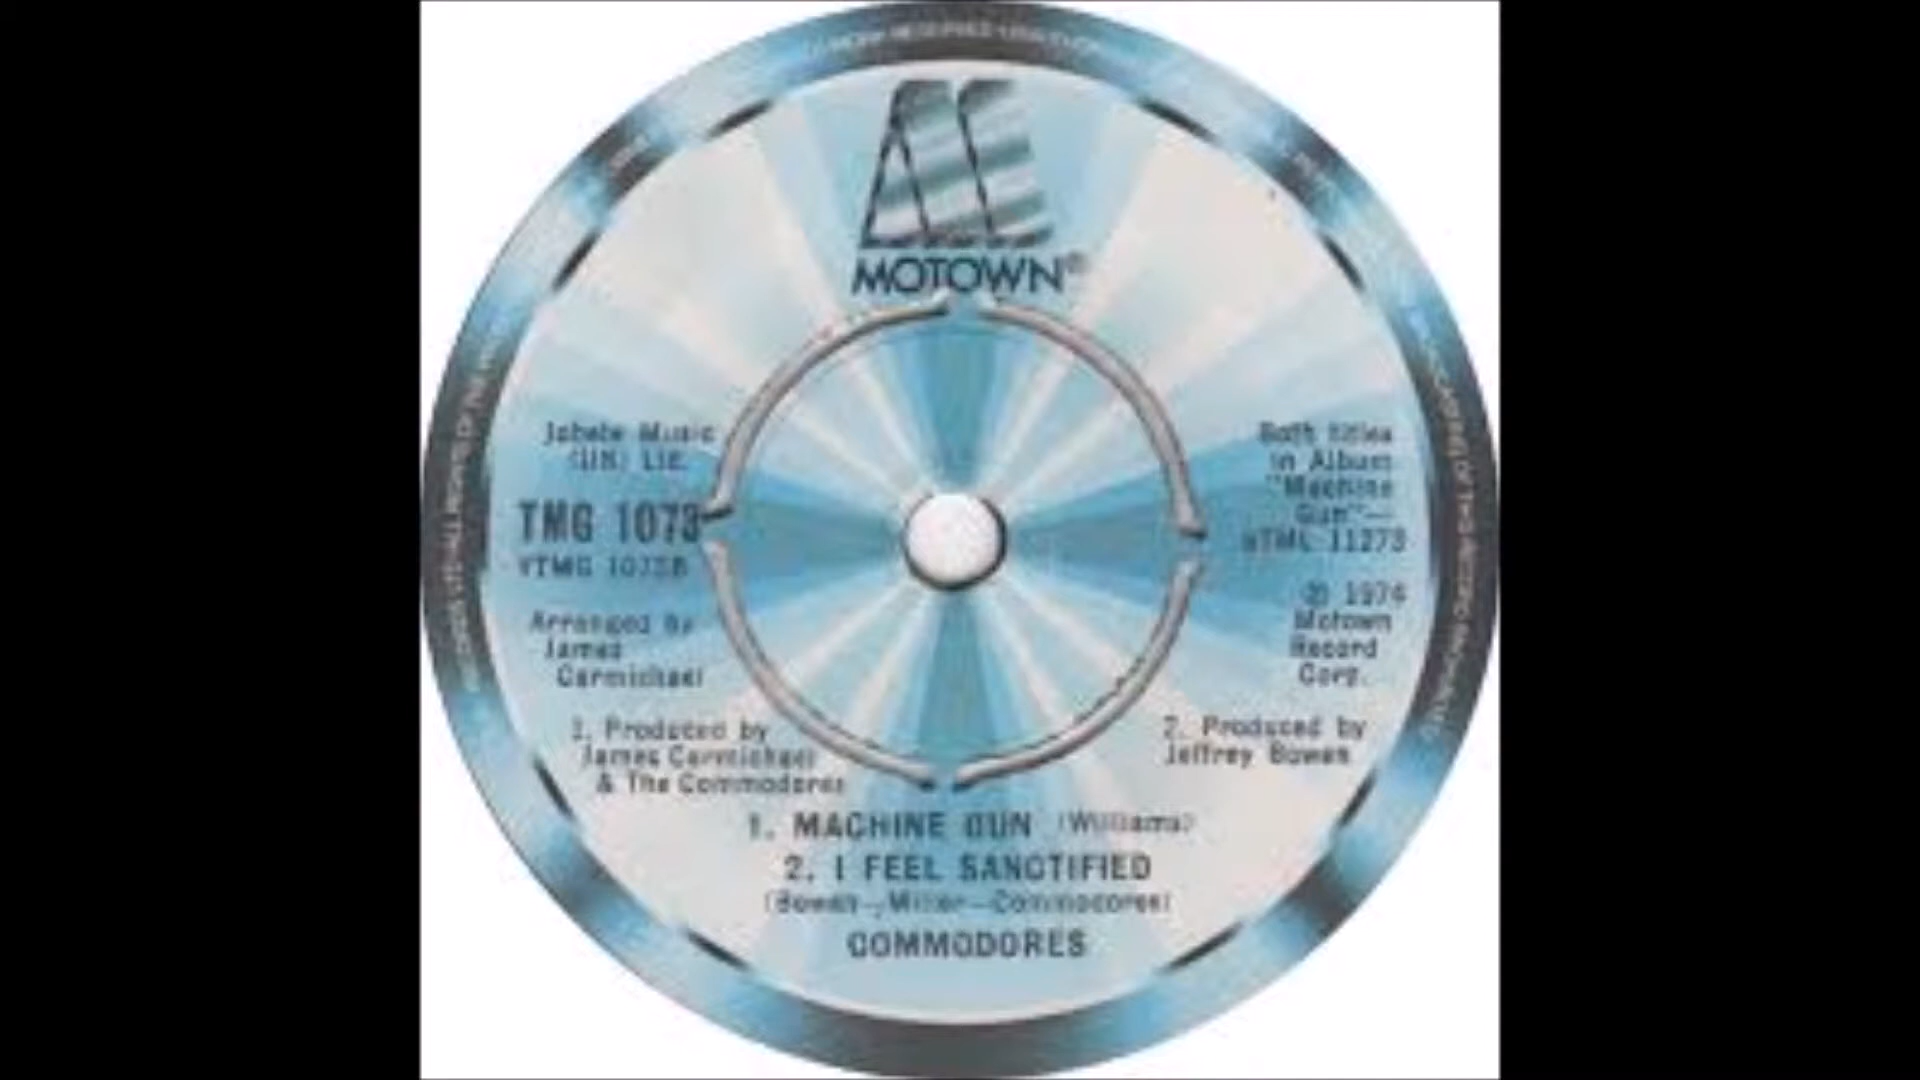 MOTOWN®
Jobete Music
(UK) Ltd.
TMG 1073
Arranged by
James
Carmichael
Both titles
in Album
"Machine
Gun"—
STML 11273
℗ 1974
Motown
Record
Corp.
1. Produced by
James Carmichael
& The Commodores
2. Produced by
Jeffrey Bowen
1. MACHINE GUN (Williams)
2. I FEEL SANCTIFIED
(Bowen-Miller-Commodores)
COMMODORES